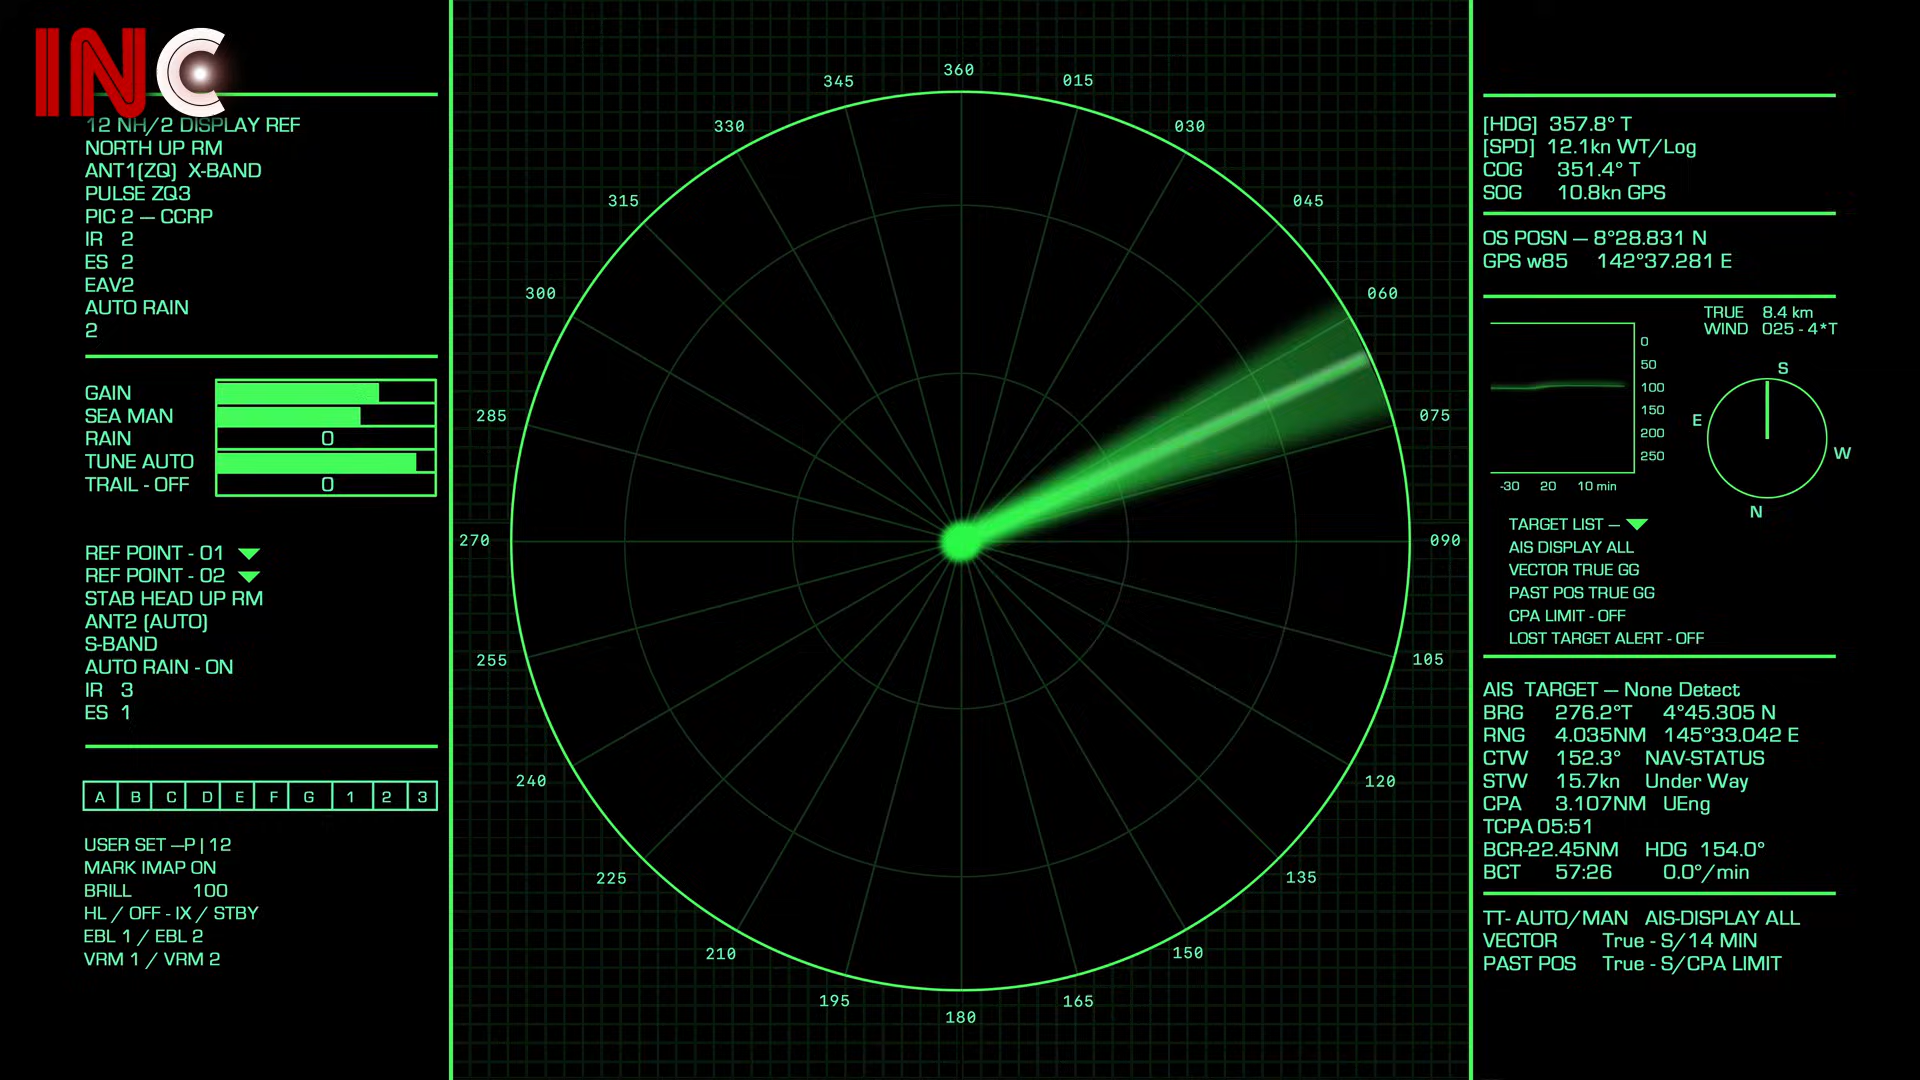 INC
12 NH/2 DISPLAY REF
NORTH UP RM
ANT1(ZQ) X-BAND
PULSE ZQ3
PIC 2 — CCRP
IR 2
ES 2
EAV2
AUTO RAIN
2
GAIN
SEA MAN
RAIN 0
TUNE AUTO
TRAIL - OFF 0
REF POINT - 01
REF POINT - 02
STAB HEAD UP RM
ANT2 (AUTO)
S-BAND
AUTO RAIN - ON
IR 3
ES 1
A B C D E F G 1 2 3
USER SET —P | 12
MARK IMAP ON
BRILL 100
HL / OFF - IX / STBY
EBL 1 / EBL 2
VRM 1 / VRM 2
360
015
030
045
060
075
090
105
120
135
150
165
180
195
210
225
240
255
270
285
300
315
330
345
[HDG] 357.8° T
[SPD] 12.1kn WT/Log
COG 351.4° T
SOG 10.8kn GPS
OS POSN — 8°28.831 N
GPS w85 142°37.281 E
TRUE 8.4 km
WIND 025 - 4*T
0
50
100
150
200
250
-30 20 10 min
S
E
W
N
TARGET LIST —
AIS DISPLAY ALL
VECTOR TRUE GG
PAST POS TRUE GG
CPA LIMIT - OFF
LOST TARGET ALERT - OFF
AIS TARGET — None Detect
BRG 276.2°T 4°45.305 N
RNG 4.035NM 145°33.042 E
CTW 152.3° NAV-STATUS
STW 15.7kn Under Way
CPA 3.107NM UEng
TCPA 05:51
BCR-22.45NM HDG 154.0°
BCT 57:26 0.0°/min
TT- AUTO/MAN AIS-DISPLAY ALL
VECTOR True - S/14 MIN
PAST POS True - S/CPA LIMIT